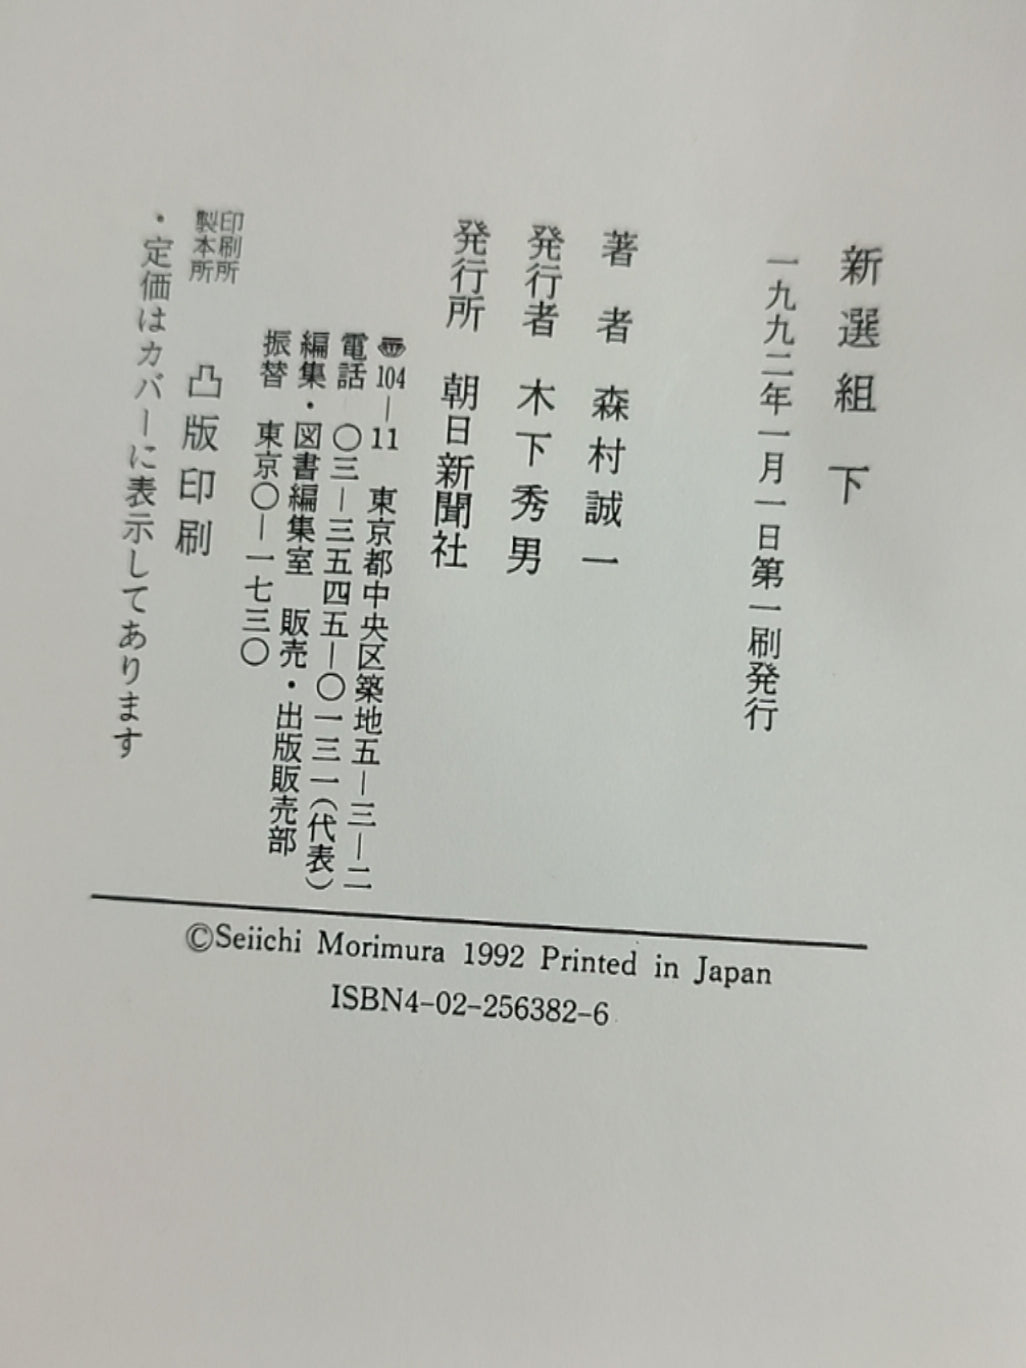 新選組 下
一九九二年一月一日第一刷発行
著者 森村誠一
発行者 木下秀男
発行所 朝日新聞社
〠104―11 東京都中央区築地五―三―二
電話 〇三―三五四五―〇一三一(代表)
編集・図書編集室 販売・出版販売部
振替 東京〇―一七三〇
印刷所
製本所
凸版印刷
・定価はカバーに表示してあります
©Seiichi Morimura 1992 Printed in Japan
ISBN4-02-256382-6